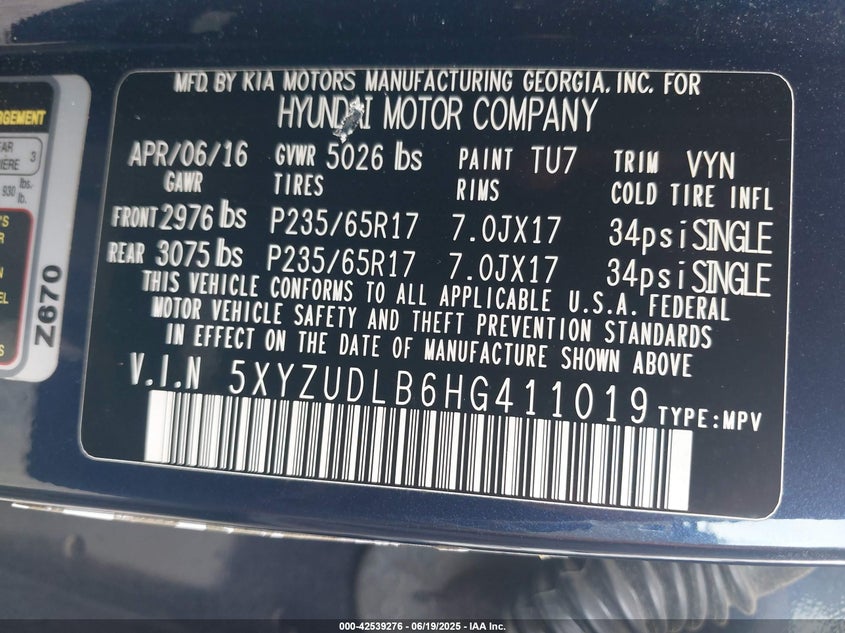 MFD. BY KIA MOTORS MANUFACTURING GEORGIA, INC. FOR
HYUNDAI MOTOR COMPANY
APR/06/16 GVWR 5026 lbs PAINT TU7 TRIM VYN
GAWR TIRES RIMS COLD TIRE INFL
FRONT 2976 lbs P235/65R17 7.0JX17 34psi SINGLE
REAR 3075 lbs P235/65R17 7.0JX17 34psi SINGLE
THIS VEHICLE CONFORMS TO ALL APPLICABLE U.S.A. FEDERAL
MOTOR VEHICLE SAFETY AND THEFT PREVENTION STANDARDS
IN EFFECT ON THE DATE OF MANUFACTURE SHOWN ABOVE
V.I.N 5XYZUDLB6HG411019 TYPE:MPV
3
930 lbs.
lb.
Z670
000-42539276 - 06/19/2025 - IAA Inc.